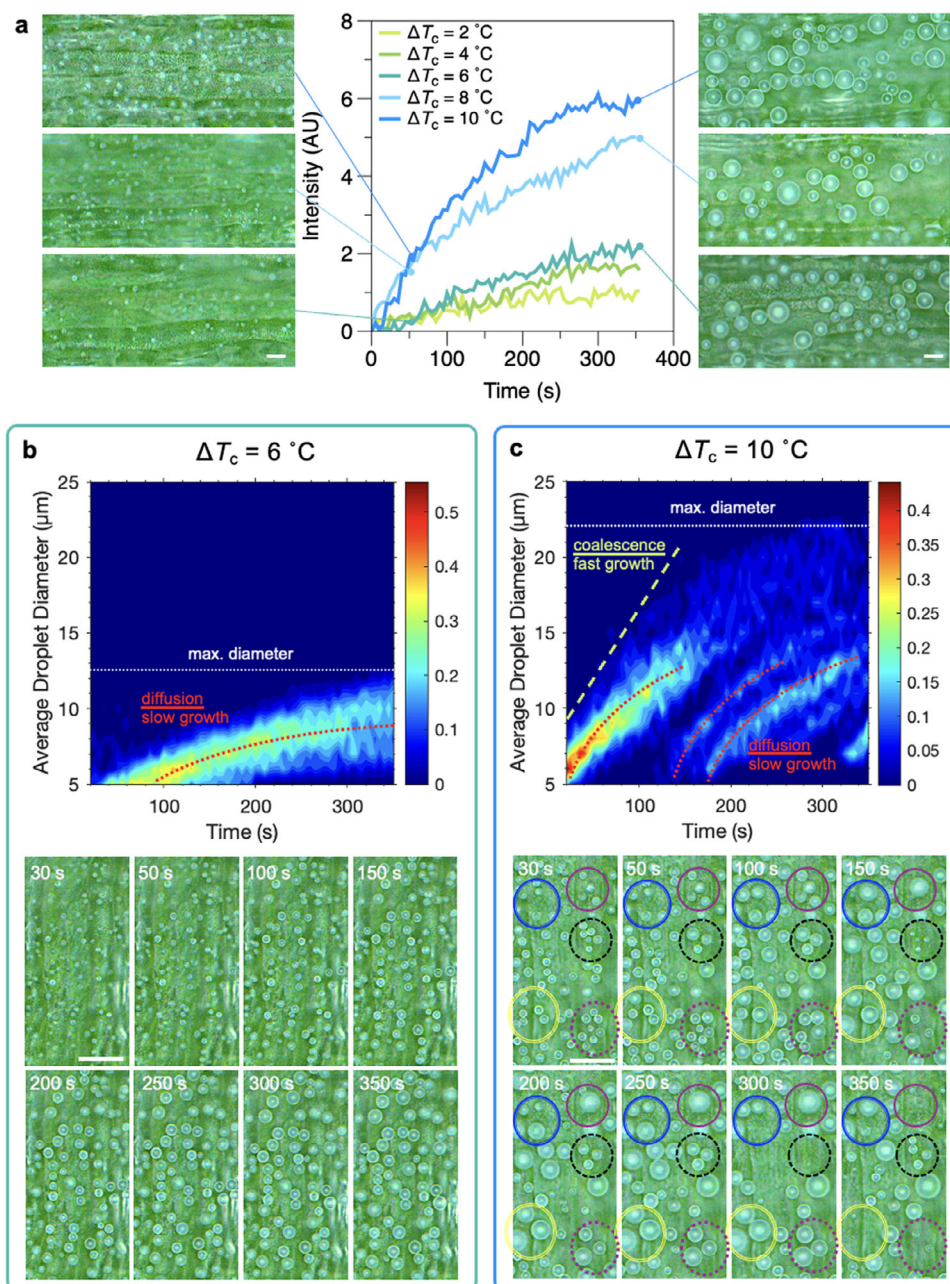 a
8
6
4
2
0
Intensity (AU)
ΔTc = 2 ˚C
ΔTc = 4 ˚C
ΔTc = 6 ˚C
ΔTc = 8 ˚C
ΔTc = 10 ˚C
0 100 200 300 400
Time (s)
b
ΔTc = 6 ˚C
25
20
15
10
5
Average Droplet Diameter (µm)
max. diameter
diffusion
slow growth
100 200 300
Time (s)
0.5
0.4
0.3
0.2
0.1
0
30 s 50 s 100 s 150 s
200 s 250 s 300 s 350 s
c
ΔTc = 10 ˚C
25
20
15
10
5
Average Droplet Diameter (µm)
max. diameter
coalescence
fast growth
diffusion
slow growth
100 200 300
Time (s)
0.4
0.35
0.3
0.25
0.2
0.15
0.1
0.05
0
30 s 50 s 100 s 150 s
200 s 250 s 300 s 350 s